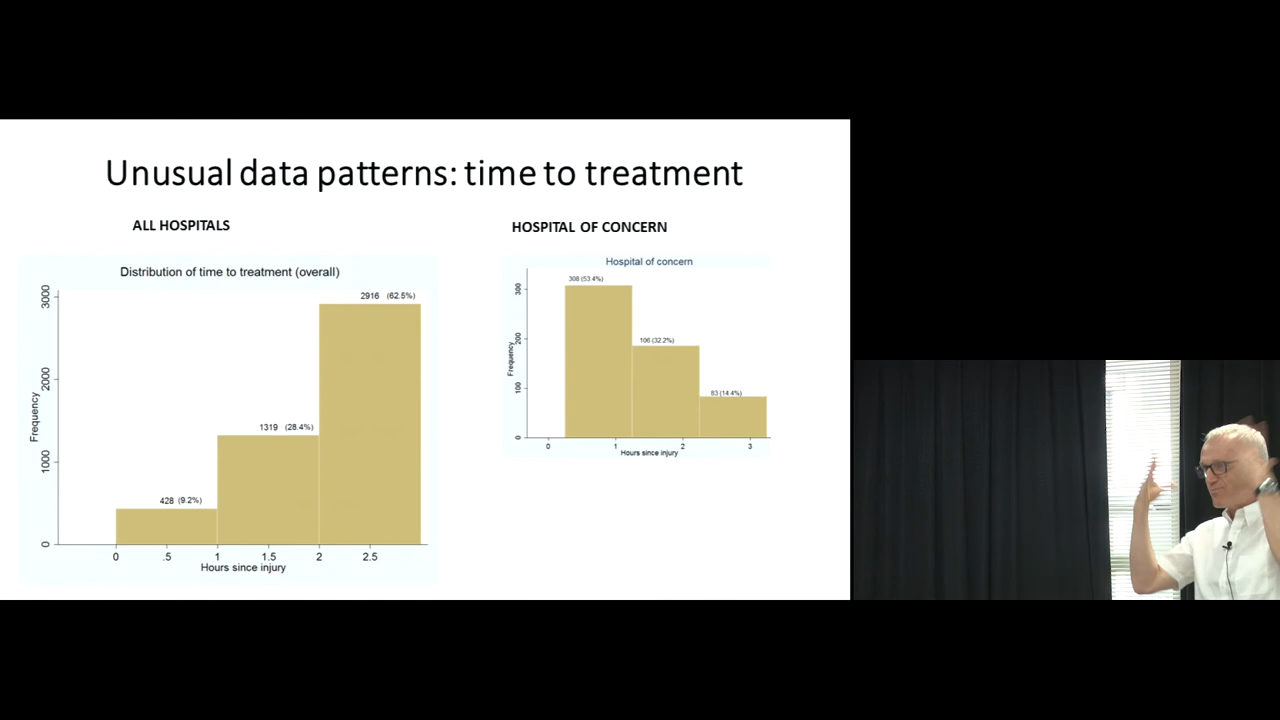 Unusual data patterns: time to treatment
ALL HOSPITALS
HOSPITAL OF CONCERN
Distribution of time to treatment (overall)
3000
2000
1000
0
Frequency
428 (9.2%)
1319 (28.4%)
2916 (62.5%)
0 .5 1 1.5 2 2.5
Hours since injury
Hospital of concern
300
200
100
0
Frequency
308 (53.4%)
106 (32.2%)
83 (14.4%)
0 1 2 3
Hours since injury